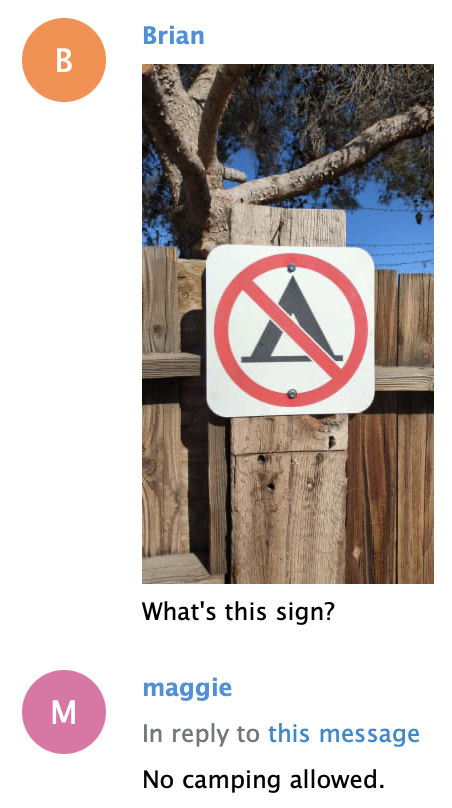 B
Brian
What's this sign?
M
maggie
In reply to this message
No camping allowed.